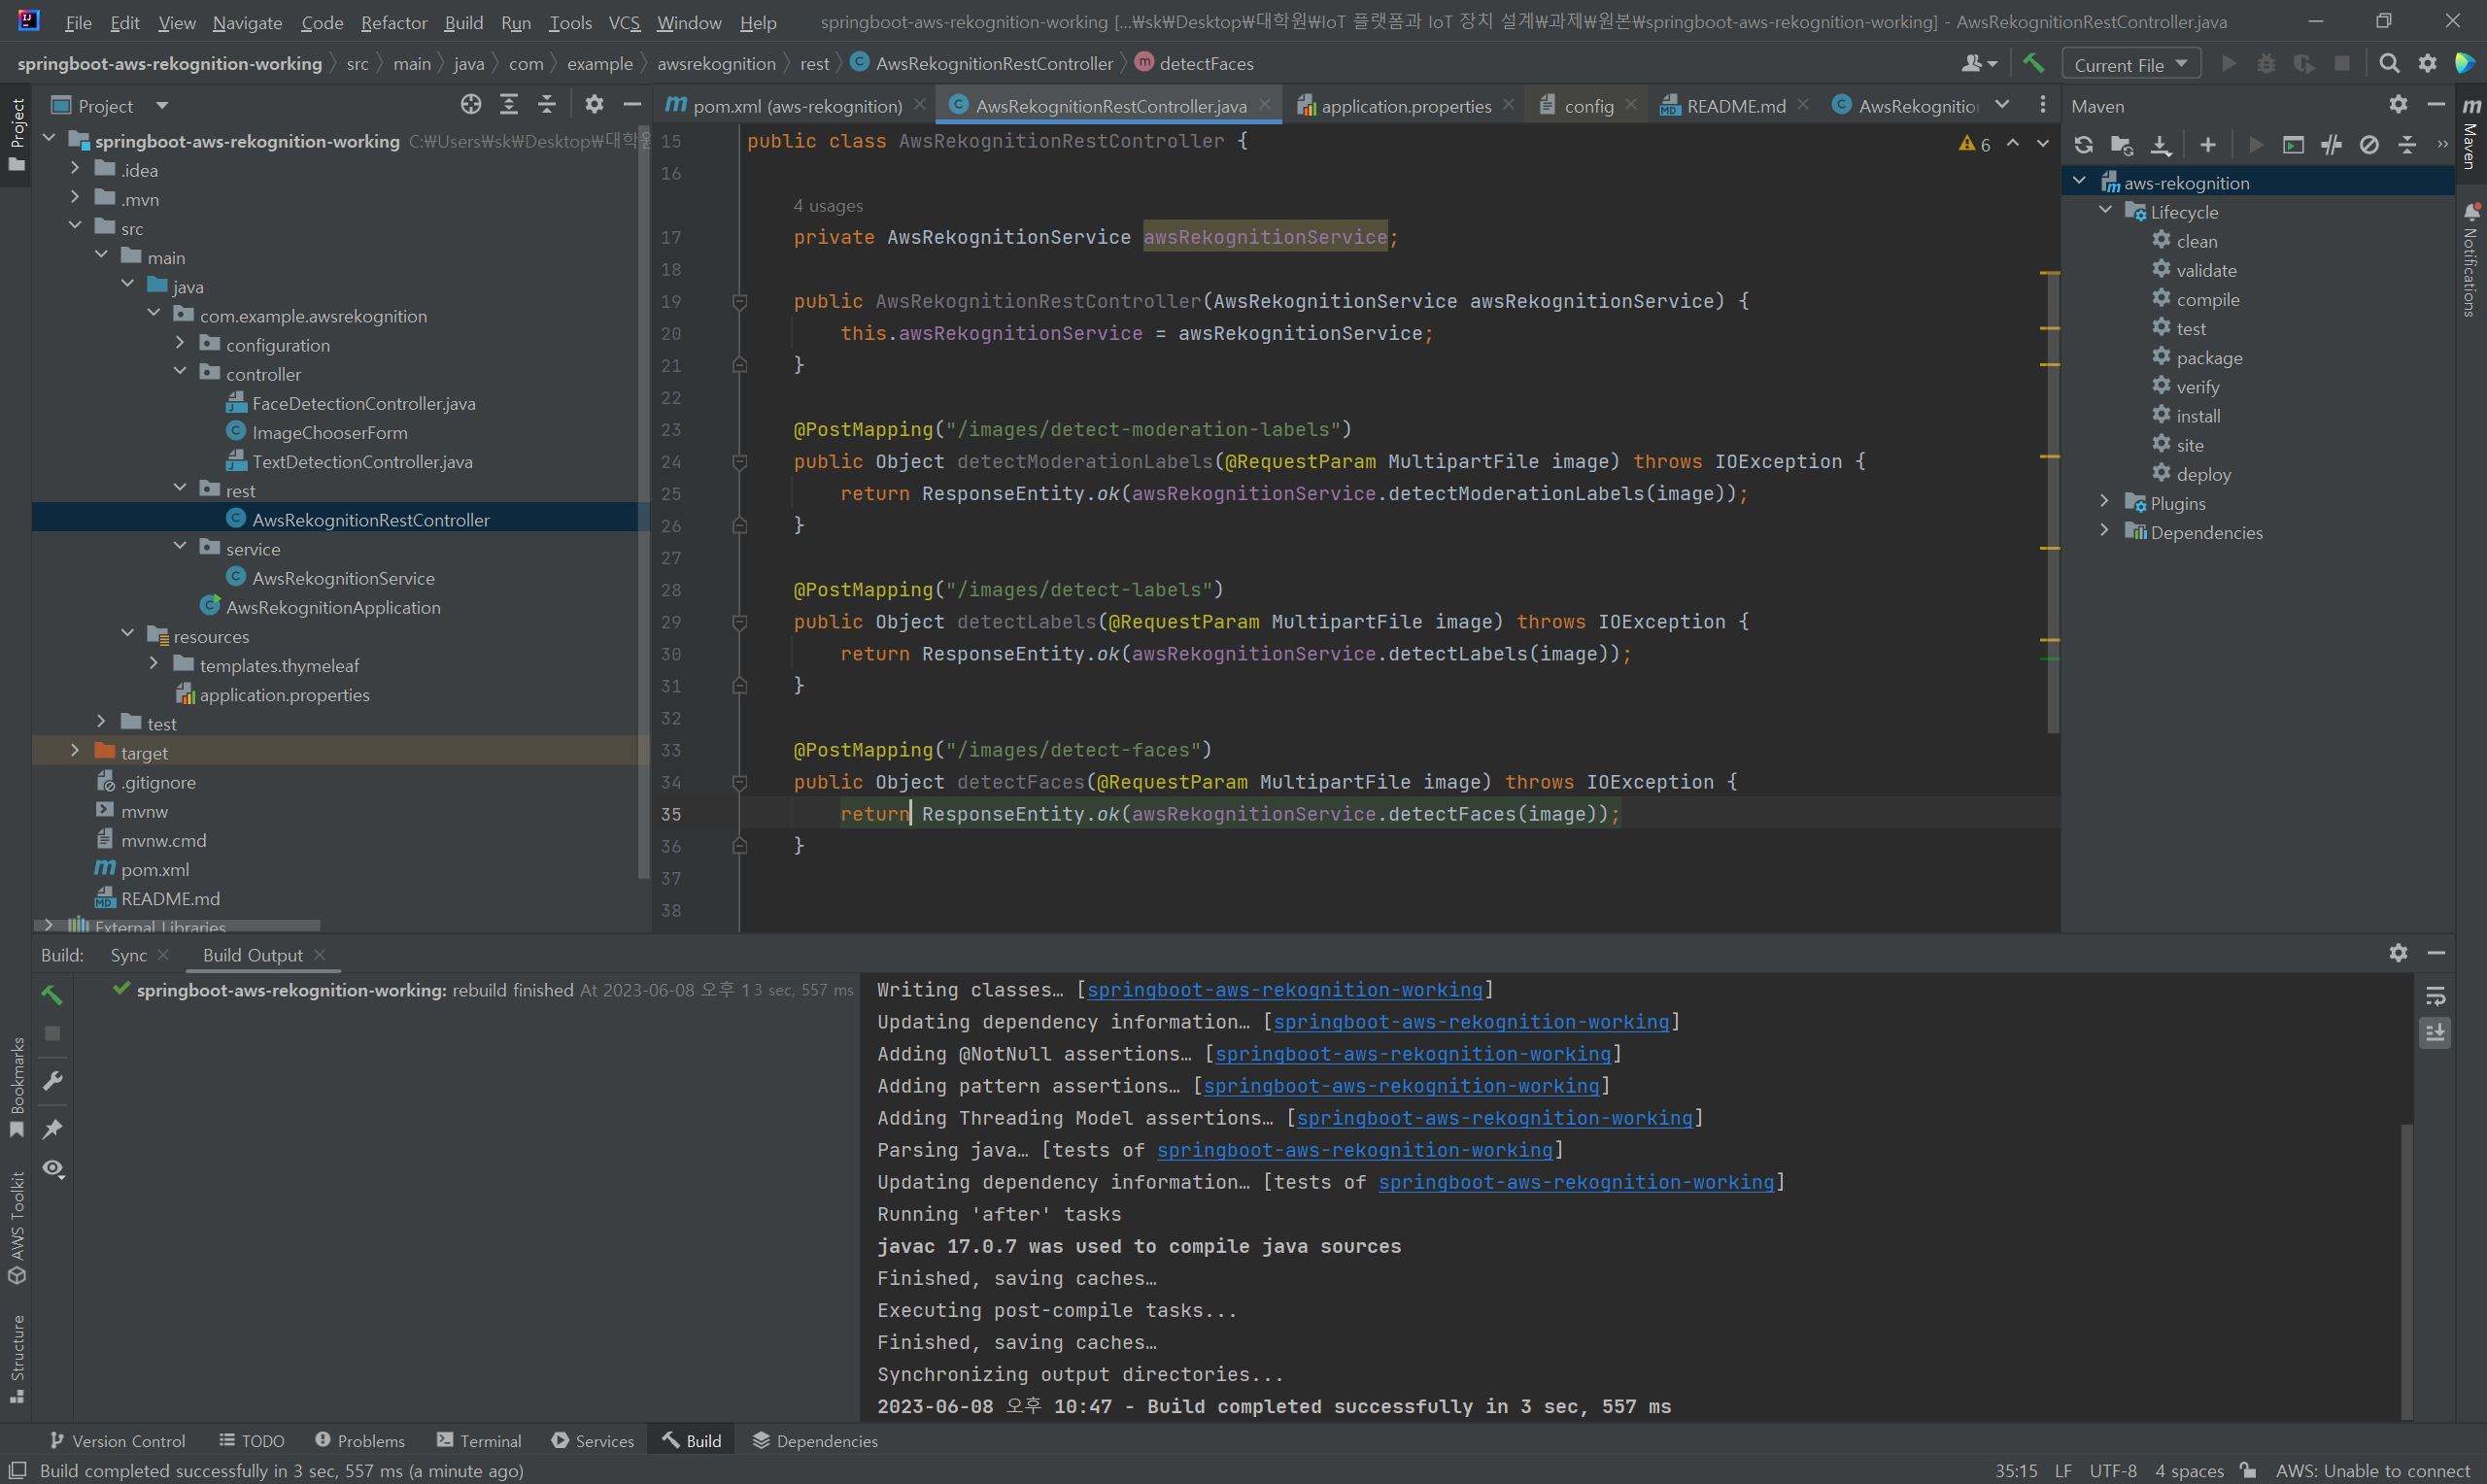 File Edit View Navigate Code Refactor Build Run Tools VCS Window Help springboot-aws-rekognition-working [...₩sk₩Desktop₩대학원₩IoT 플랫폼과 IoT 장치 설계₩과제₩원본₩springboot-aws-rekognition-working] - AwsRekognitionRestController.java
springboot-aws-rekognition-working src main java com example awsrekognition rest AwsRekognitionRestController detectFaces Current File
Project
pom.xml (aws-rekognition) AwsRekognitionRestController.java application.properties config README.md AwsRekognitio
Maven
Project
springboot-aws-rekognition-working C:₩Users₩sk₩Desktop₩대학원
.idea
.mvn
src
main
java
com.example.awsrekognition
configuration
controller
FaceDetectionController.java
ImageChooserForm
TextDetectionController.java
rest
AwsRekognitionRestController
service
AwsRekognitionService
AwsRekognitionApplication
resources
templates.thymeleaf
application.properties
test
target
.gitignore
mvnw
mvnw.cmd
pom.xml
README.md
External Libraries
15 public class AwsRekognitionRestController {
6
16
4 usages
17 private AwsRekognitionService awsRekognitionService;
18
19 public AwsRekognitionRestController(AwsRekognitionService awsRekognitionService) {
20 this.awsRekognitionService = awsRekognitionService;
21 }
22
23 @PostMapping("/images/detect-moderation-labels")
24 public Object detectModerationLabels(@RequestParam MultipartFile image) throws IOException {
25 return ResponseEntity.ok(awsRekognitionService.detectModerationLabels(image));
26 }
27
28 @PostMapping("/images/detect-labels")
29 public Object detectLabels(@RequestParam MultipartFile image) throws IOException {
30 return ResponseEntity.ok(awsRekognitionService.detectLabels(image));
31 }
32
33 @PostMapping("/images/detect-faces")
34 public Object detectFaces(@RequestParam MultipartFile image) throws IOException {
35 return ResponseEntity.ok(awsRekognitionService.detectFaces(image));
36 }
37
38
aws-rekognition
Lifecycle
clean
validate
compile
test
package
verify
install
site
deploy
Plugins
Dependencies
Maven
Notifications
Build: Sync Build Output
springboot-aws-rekognition-working: rebuild finished At 2023-06-08 오후 1 3 sec, 557 ms
Writing classes… [springboot-aws-rekognition-working]
Updating dependency information… [springboot-aws-rekognition-working]
Adding @NotNull assertions… [springboot-aws-rekognition-working]
Adding pattern assertions… [springboot-aws-rekognition-working]
Adding Threading Model assertions… [springboot-aws-rekognition-working]
Parsing java… [tests of springboot-aws-rekognition-working]
Updating dependency information… [tests of springboot-aws-rekognition-working]
Running 'after' tasks
javac 17.0.7 was used to compile java sources
Finished, saving caches…
Executing post-compile tasks...
Finished, saving caches…
Synchronizing output directories...
2023-06-08 오후 10:47 - Build completed successfully in 3 sec, 557 ms
Bookmarks
AWS Toolkit
Structure
Version Control TODO Problems Terminal Services Build Dependencies
Build completed successfully in 3 sec, 557 ms (a minute ago) 35:15 LF UTF-8 4 spaces AWS: Unable to connect